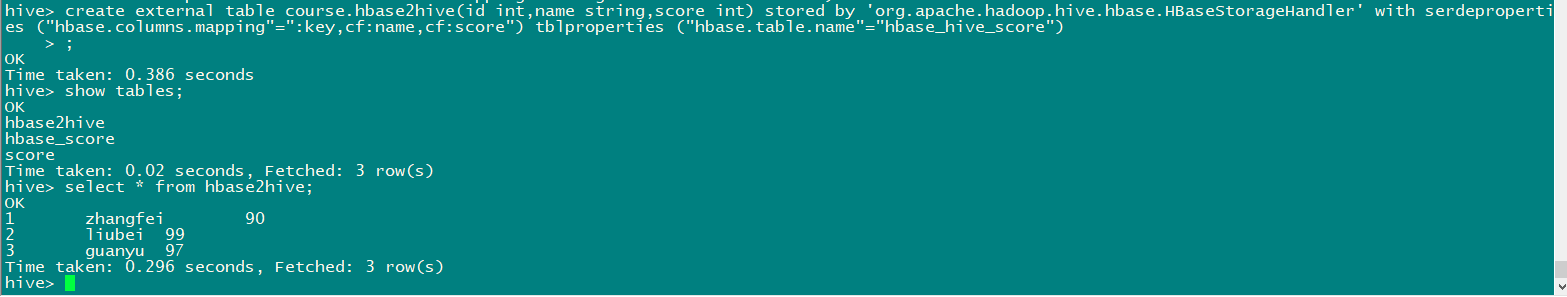 hive> create external table course.hbase2hive(id int,name string,score int) stored by 'org.apache.hadoop.hive.hbase.HBaseStorageHandler' with serdeproperti
es ("hbase.columns.mapping"=":key,cf:name,cf:score") tblproperties ("hbase.table.name"="hbase_hive_score")
    > ;
OK
Time taken: 0.386 seconds
hive> show tables;
OK
hbase2hive
hbase_score
score
Time taken: 0.02 seconds, Fetched: 3 row(s)
hive> select * from hbase2hive;
OK
1       zhangfei        90
2       liubei  99
3       guanyu  97
Time taken: 0.296 seconds, Fetched: 3 row(s)
hive>